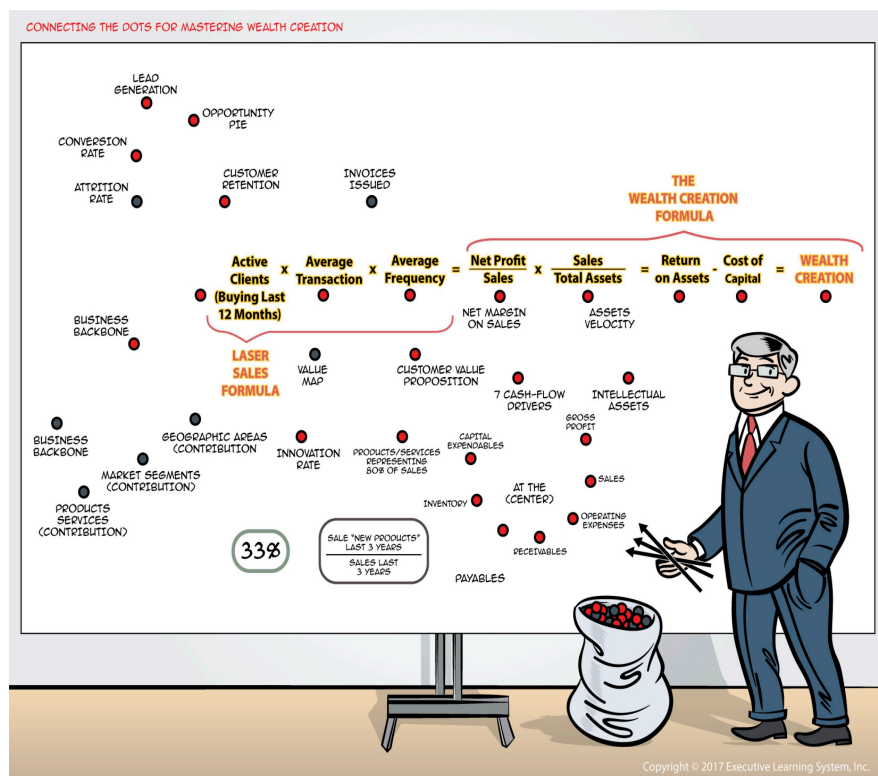 CONNECTING THE DOTS FOR MASTERING WEALTH CREATION
LEAD
GENERATION
OPPORTUNITY
PIE
CONVERSION
RATE
ATTRITION
RATE
CUSTOMER
RETENTION
INVOICES
ISSUED
THE
WEALTH CREATION
FORMULA
Active
Clients
(Buying Last
12 Months)
x
Average
Transaction
x
Average
Frequency
=
Net Profit
Sales
x
Sales
Total Assets
=
Return
on Assets
-
Cost of
Capital
=
WEALTH
CREATION
NET MARGIN
ON SALES
ASSETS
VELOCITY
BUSINESS
BACKBONE
LASER
SALES
FORMULA
VALUE
MAP
CUSTOMER VALUE
PROPOSITION
7 CASH-FLOW
DRIVERS
INTELLECTUAL
ASSETS
BUSINESS
BACKBONE
GEOGRAPHIC AREAS
(CONTRIBUTION
MARKET SEGMENTS
(CONTRIBUTION)
PRODUCTS
SERVICES
(CONTRIBUTION)
INNOVATION
RATE
PRODUCTS/SERVICES
REPRESENTING
80% OF SALES
CAPITAL
EXPENDABLES
GROSS
PROFIT
SALES
AT THE
(CENTER)
INVENTORY
OPERATING
EXPENSES
RECEIVABLES
PAYABLES
33%
SALE "NEW PRODUCTS"
LAST 3 YEARS
SALES LAST
3 YEARS
Copyright © 2017 Executive Learning System, Inc.